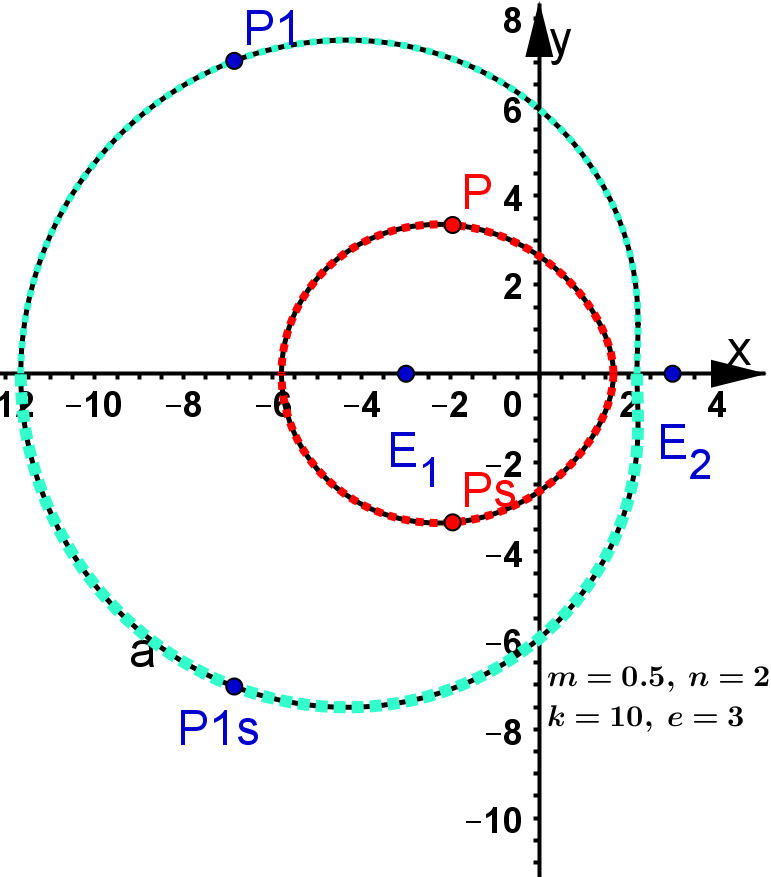 8
y
P1
6
P
4
2
x
12 −10 −8 −6 −4 −2 0 2 4
E1
E2
−2
Ps
−4
−6
a
m = 0.5, n = 2
P1s
k = 10, e = 3
−8
−10